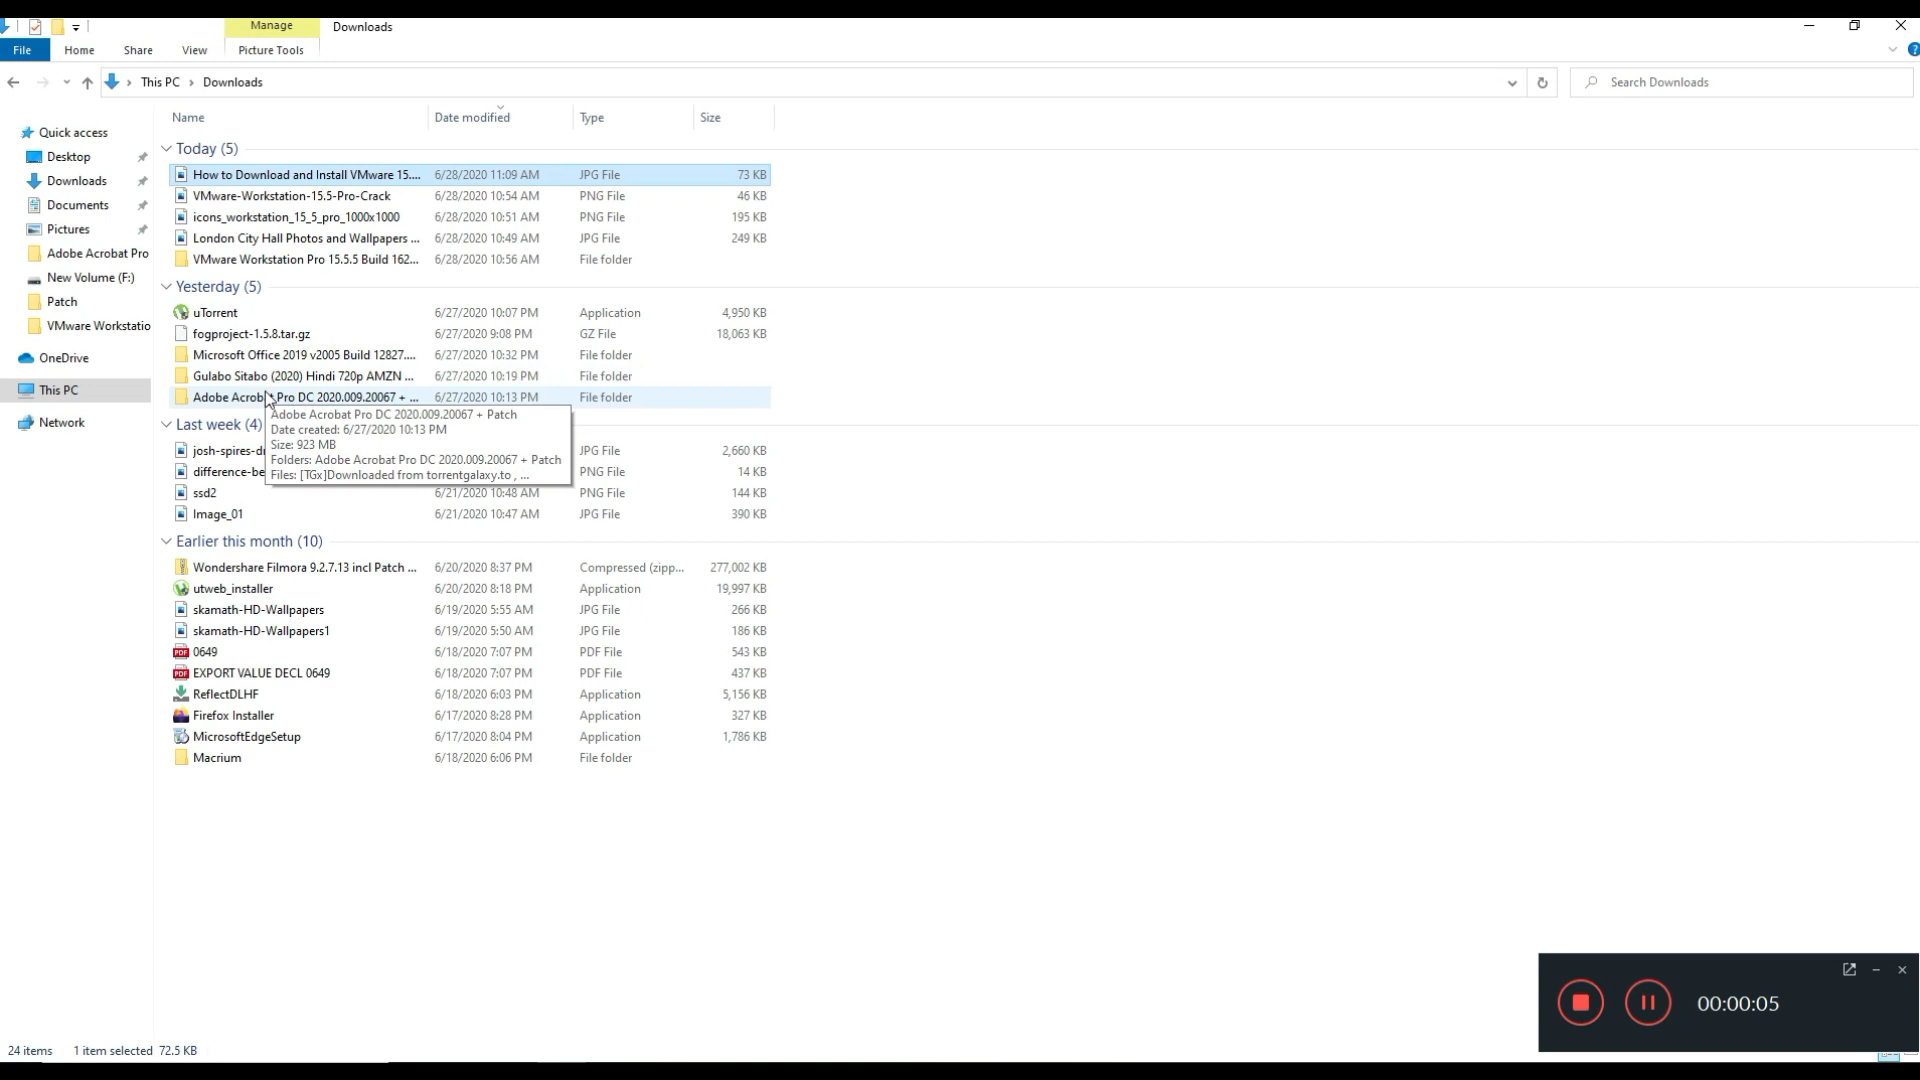 Manage
Downloads
File
Home
Share
View
Picture Tools
This PC
Downloads
Search Downloads
Name
Date modified
Type
Size
Quick access
Desktop
Downloads
Documents
Pictures
Adobe Acrobat Pro
New Volume (F:)
Patch
VMware Workstatio
OneDrive
This PC
Network
Today (5)
How to Download and Install VMware 15.... 6/28/2020 11:09 AM JPG File 73 KB
VMware-Workstation-15.5-Pro-Crack 6/28/2020 10:54 AM PNG File 46 KB
icons_workstation_15_5_pro_1000x1000 6/28/2020 10:51 AM PNG File 195 KB
London City Hall Photos and Wallpapers ... 6/28/2020 10:49 AM JPG File 249 KB
VMware Workstation Pro 15.5.5 Build 162... 6/28/2020 10:56 AM File folder
Yesterday (5)
uTorrent 6/27/2020 10:07 PM Application 4,950 KB
fogproject-1.5.8.tar.gz 6/27/2020 9:08 PM GZ File 18,063 KB
Microsoft Office 2019 v2005 Build 12827.... 6/27/2020 10:32 PM File folder
Gulabo Sitabo (2020) Hindi 720p AMZN ... 6/27/2020 10:19 PM File folder
Adobe Acrobat Pro DC 2020.009.20067 + ... 6/27/2020 10:13 PM File folder
Adobe Acrobat Pro DC 2020.009.20067 + Patch
Date created: 6/27/2020 10:13 PM
Size: 923 MB
Folders: Adobe Acrobat Pro DC 2020.009.20067 + Patch
Files: [TGx]Downloaded from torrentgalaxy.to , ...
Last week (4)
josh-spires-d JPG File 2,660 KB
difference-be PNG File 14 KB
ssd2 6/21/2020 10:48 AM PNG File 144 KB
Image_01 6/21/2020 10:47 AM JPG File 390 KB
Earlier this month (10)
Wondershare Filmora 9.2.7.13 incl Patch ... 6/20/2020 8:37 PM Compressed (zipp... 277,002 KB
utweb_installer 6/20/2020 8:18 PM Application 19,997 KB
skamath-HD-Wallpapers 6/19/2020 5:55 AM JPG File 266 KB
skamath-HD-Wallpapers1 6/19/2020 5:50 AM JPG File 186 KB
0649 6/18/2020 7:07 PM PDF File 543 KB
EXPORT VALUE DECL 0649 6/18/2020 7:07 PM PDF File 437 KB
ReflectDLHF 6/18/2020 6:03 PM Application 5,156 KB
Firefox Installer 6/17/2020 8:28 PM Application 327 KB
MicrosoftEdgeSetup 6/17/2020 8:04 PM Application 1,786 KB
Macrium 6/18/2020 6:06 PM File folder
00:00:05
24 items 1 item selected 72.5 KB